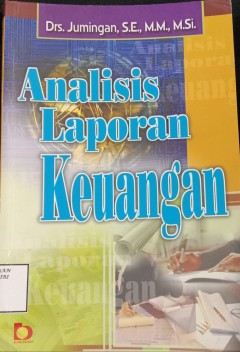 Drs. Jumingan, S.E., M.M., M.Si.
Analisis
Laporan
Keuangan